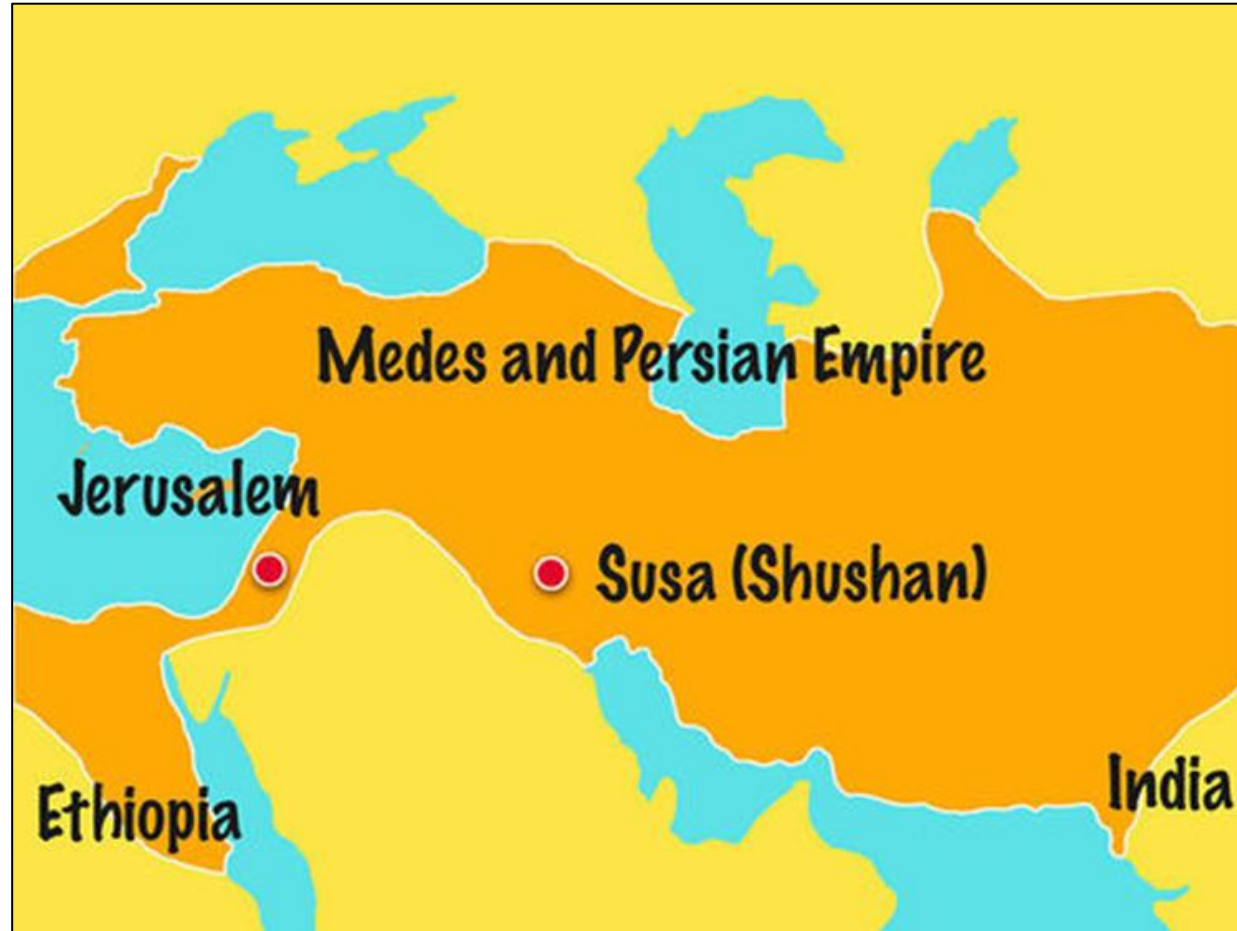 Medes and Persian Empire
Jerusalem
Susa (Shushan)
India
Ethiopia